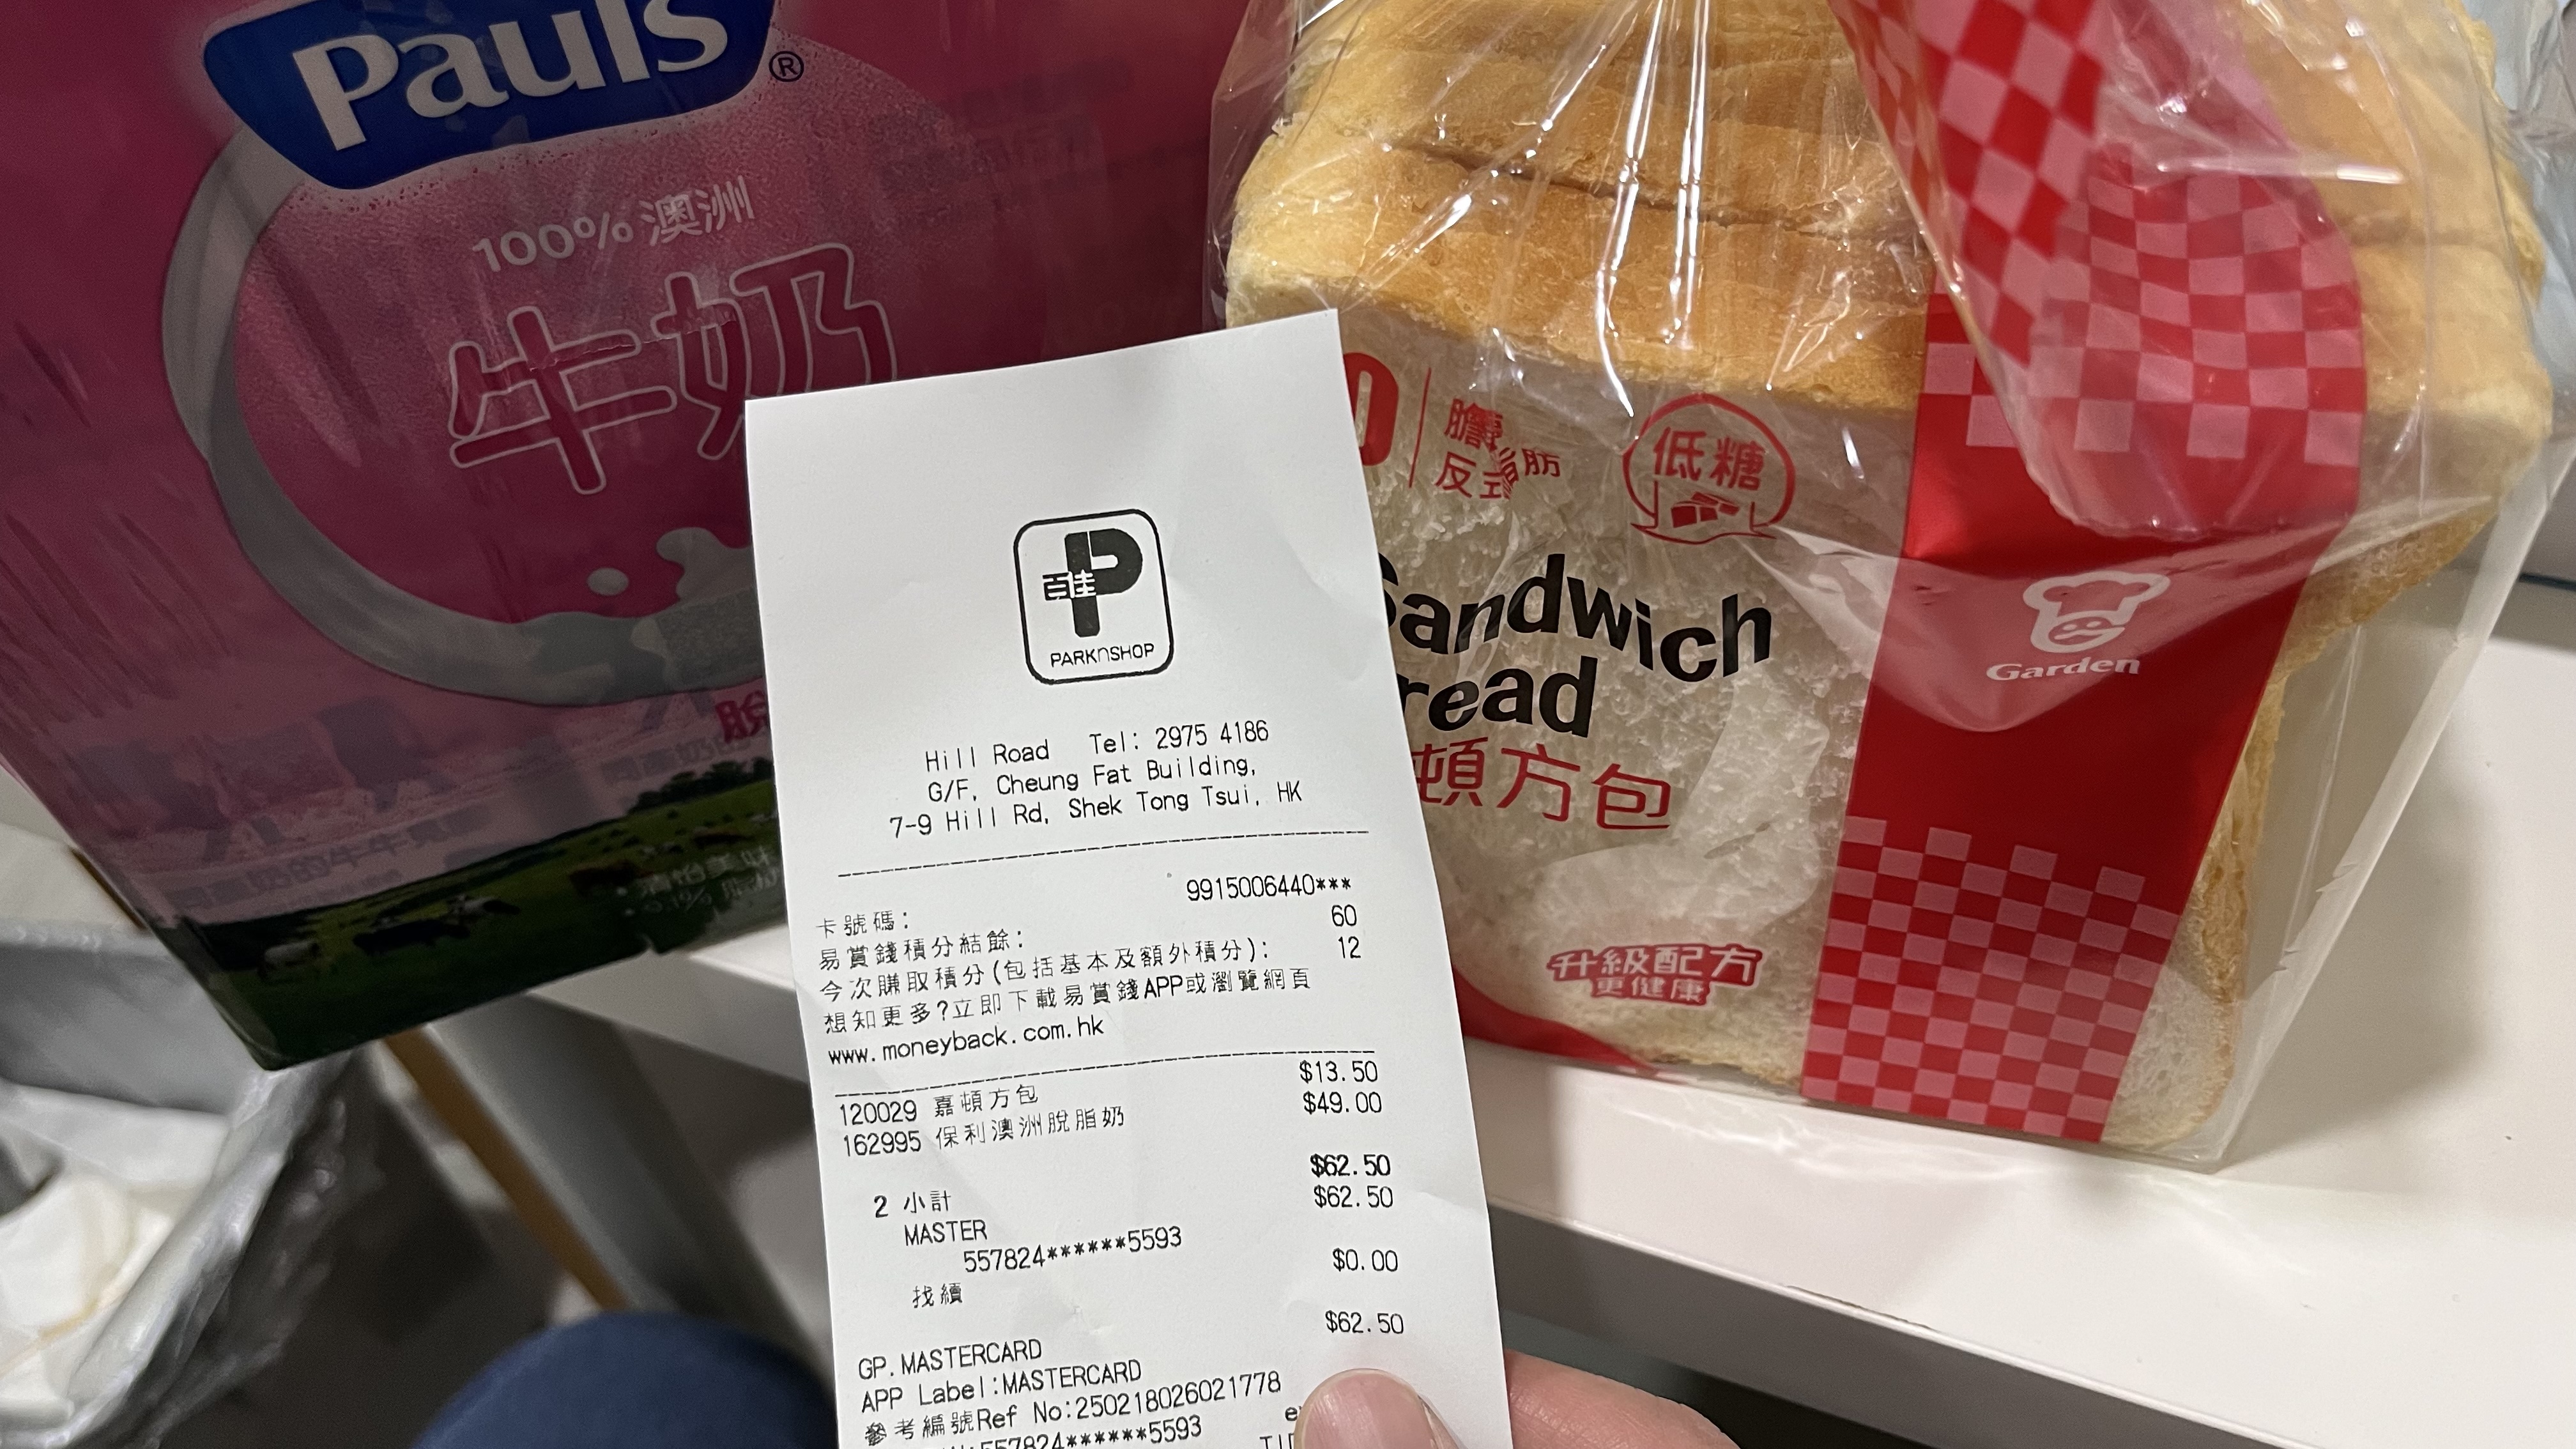 Pauls®
100% 澳洲
牛奶
脫
0.1% 脂肪
膽
反式脂肪
低糖
Sandwich
read
頓方包
Garden
升級配方
更健康
百佳
PARKnSHOP
Hill Road Tel: 2975 4186
G/F, Cheung Fat Building,
7-9 Hill Rd, Shek Tong Tsui, HK
卡號碼: 9915006440***
易賞錢積分結餘: 60
今次賺取積分(包括基本及額外積分): 12
想知更多?立即下載易賞錢APP或瀏覽網頁
www.moneyback.com.hk
120029 嘉頓方包 $13.50
162995 保利澳洲脫脂奶 $49.00
2 小計 $62.50
MASTER $62.50
557824******5593
找續 $0.00
GP.MASTERCARD $62.50
APP Label:MASTERCARD
參考編號Ref No:250218026021778
557824******5593